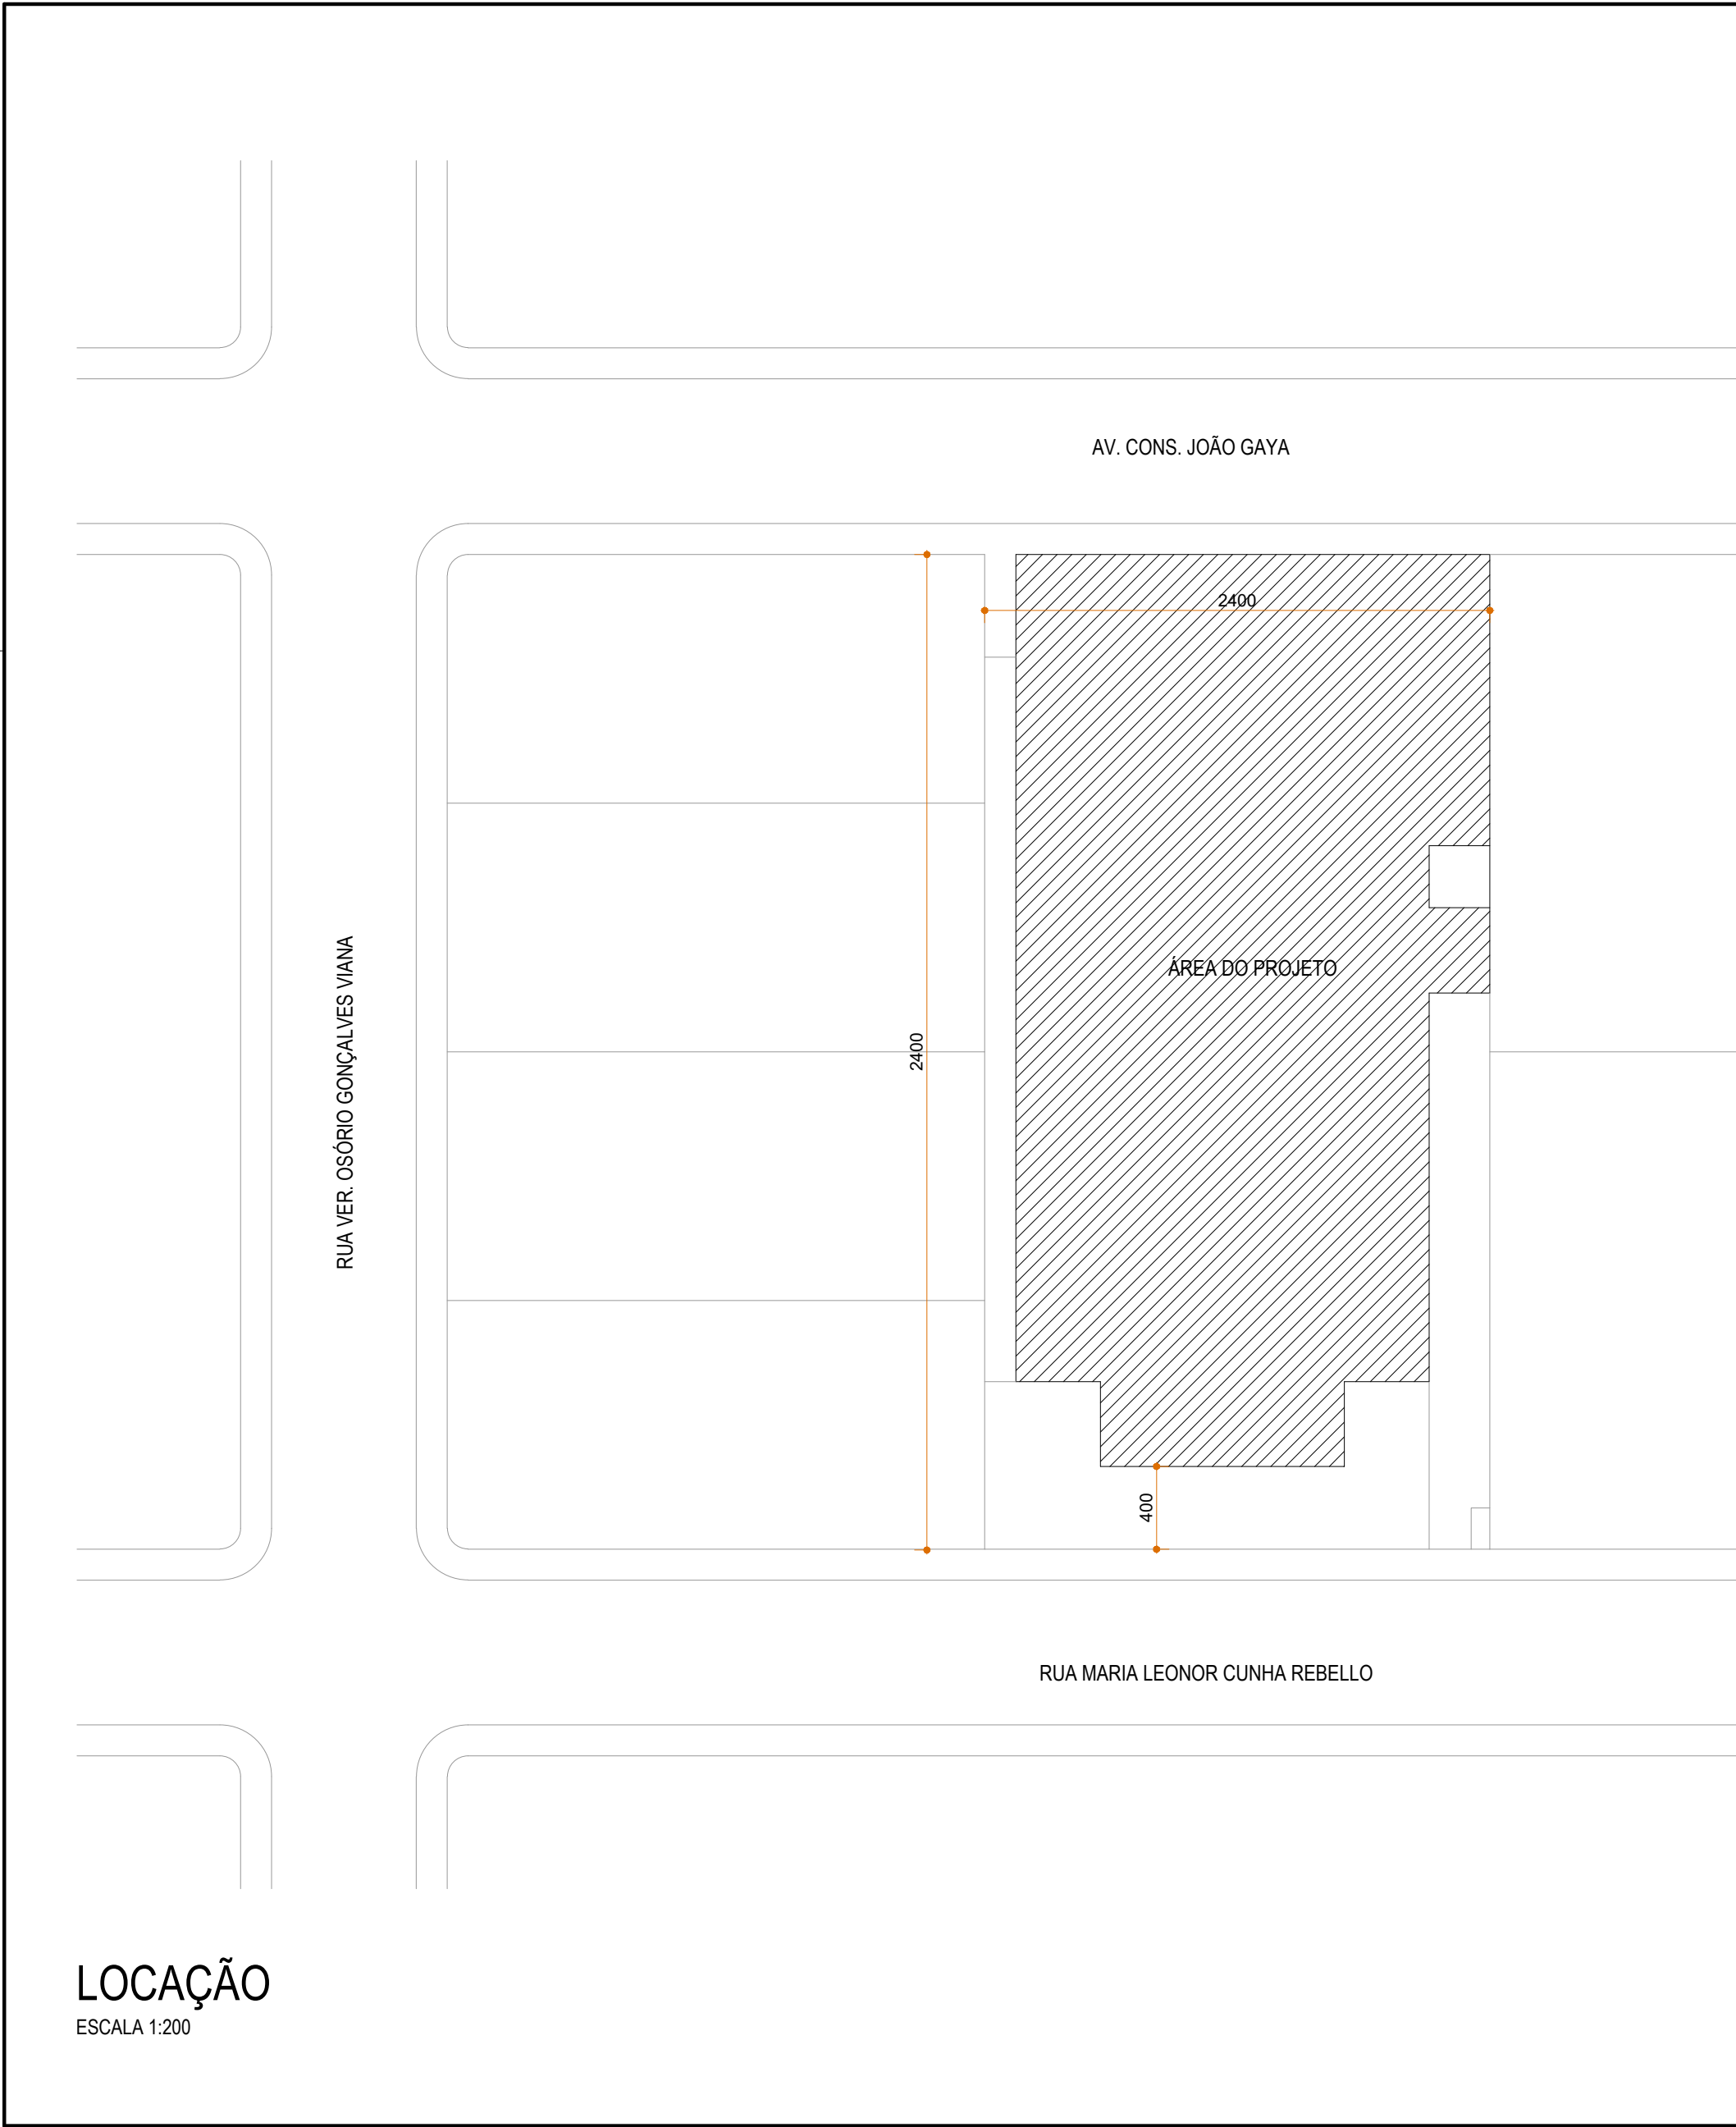 AV. CONS. JOÃO GAYA
2400
ÁREA DO PROJETO
RUA VER. OSÓRIO GONÇALVES VIANA
2400
400
RUA MARIA LEONOR CUNHA REBELLO
LOCAÇÃO
ESCALA 1:200